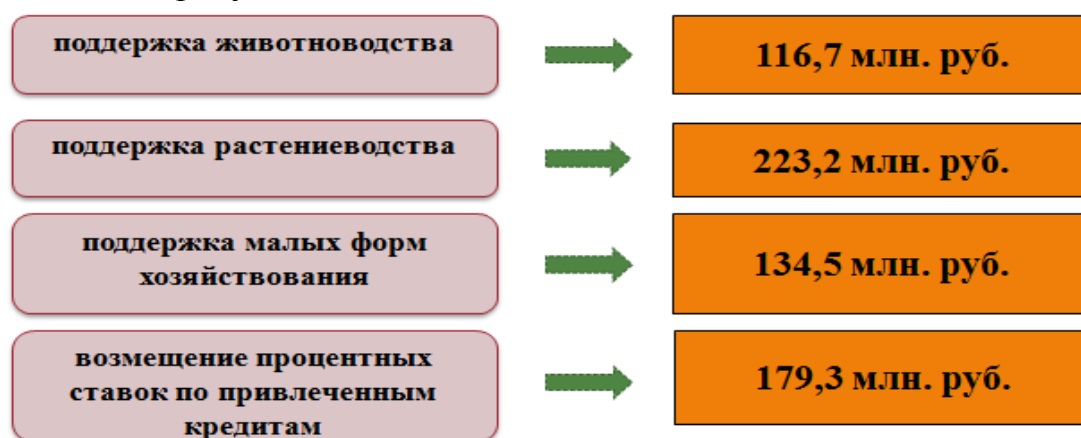 поддержка животноводства
116,7 млн. руб.
поддержка растениеводства
223,2 млн. руб.
поддержка малых форм
хозяйствования
134,5 млн. руб.
возмещение процентных
ставок по привлеченным
кредитам
179,3 млн. руб.